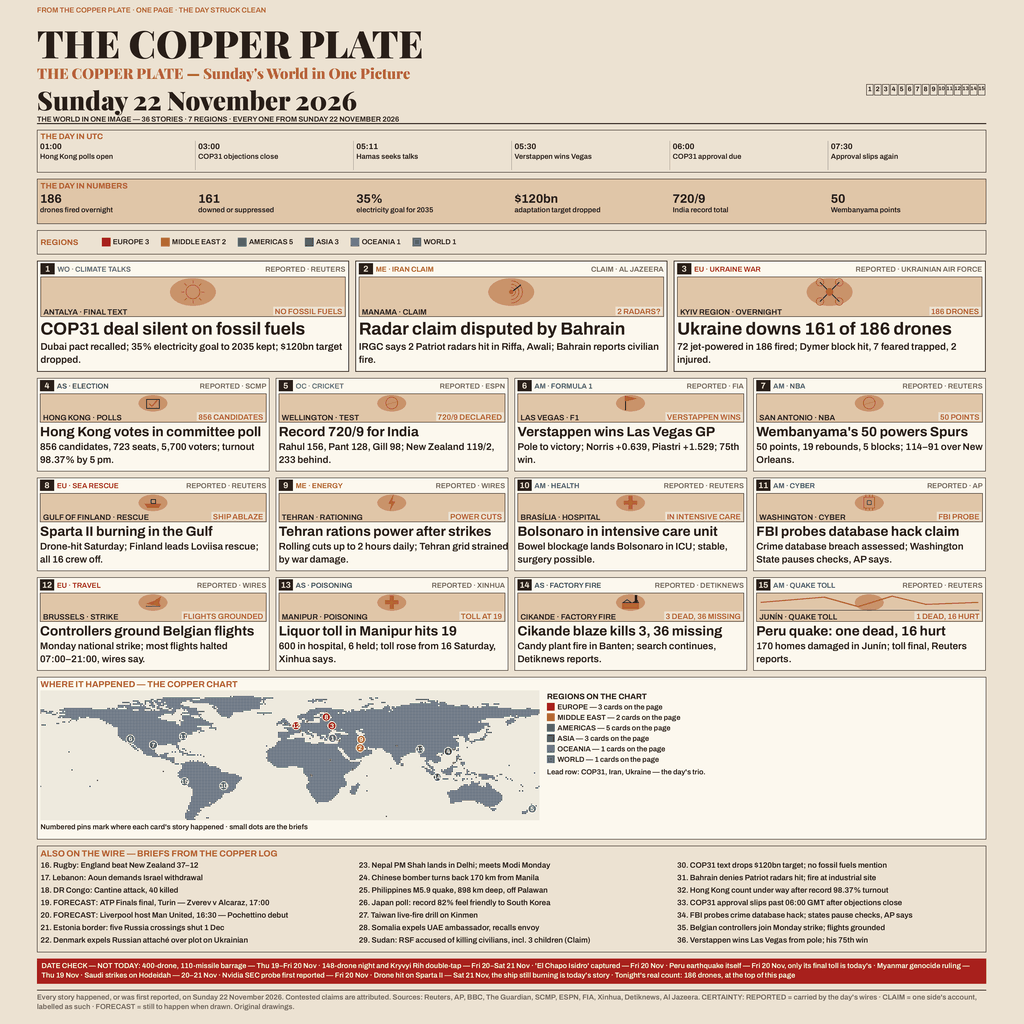 FROM THE COPPER PLATE · ONE PAGE · THE DAY STRUCK CLEAN
THE COPPER PLATE
THE COPPER PLATE — Sunday's World in One Picture
Sunday 22 November 2026
1 2 3 4 5 6 7 8 9 10 11 12 13 14 15
THE WORLD IN ONE IMAGE — 36 STORIES · 7 REGIONS · EVERY ONE FROM SUNDAY 22 NOVEMBER 2026
THE DAY IN UTC
01:00
Hong Kong polls open
03:00
COP31 objections close
05:11
Hamas seeks talks
05:30
Verstappen wins Vegas
06:00
COP31 approval due
07:30
Approval slips again
THE DAY IN NUMBERS
186
drones fired overnight
161
downed or suppressed
35%
electricity goal for 2035
$120bn
adaptation target dropped
720/9
India record total
50
Wembanyama points
REGIONS EUROPE 3 MIDDLE EAST 2 AMERICAS 5 ASIA 3 OCEANIA 1 WORLD 1
1 WO · CLIMATE TALKS REPORTED · REUTERS
ANTALYA · FINAL TEXT NO FOSSIL FUELS
COP31 deal silent on fossil fuels
Dubai pact recalled; 35% electricity goal to 2035 kept; $120bn target
dropped.
2 ME · IRAN CLAIM CLAIM · AL JAZEERA
MANAMA · CLAIM 2 RADARS?
Radar claim disputed by Bahrain
IRGC says 2 Patriot radars hit in Riffa, Awali; Bahrain reports civilian
fire.
3 EU · UKRAINE WAR REPORTED · UKRAINIAN AIR FORCE
KYIV REGION · OVERNIGHT 186 DRONES
Ukraine downs 161 of 186 drones
72 jet-powered in 186 fired; Dymer block hit, 7 feared trapped, 2
injured.
4 AS · ELECTION REPORTED · SCMP
HONG KONG · POLLS 856 CANDIDATES
Hong Kong votes in committee poll
856 candidates, 723 seats, 5,700 voters; turnout
98.37% by 5 pm.
5 OC · CRICKET REPORTED · ESPN
WELLINGTON · TEST 720/9 DECLARED
Record 720/9 for India
Rahul 156, Pant 128, Gill 98; New Zealand 119/2,
233 behind.
6 AM · FORMULA 1 REPORTED · FIA
LAS VEGAS · F1 VERSTAPPEN WINS
Verstappen wins Las Vegas GP
Pole to victory; Norris +0.639, Piastri +1.529; 75th
win.
7 AM · NBA REPORTED · ESPN
SAN ANTONIO · NBA 50 POINTS
Wembanyama's 50 powers Spurs
50 points, 19 rebounds, 5 blocks; 114–91 over New
Orleans.
8 EU · SEA RESCUE REPORTED · REUTERS
GULF OF FINLAND · RESCUE SHIP ABLAZE
Sparta II burning in the Gulf
Drone-hit Saturday; Finland leads Loviisa rescue;
all 16 crew off.
9 ME · ENERGY REPORTED · WIRES
TEHRAN · RATIONING POWER CUTS
Tehran rations power after strikes
Rolling cuts up to 2 hours daily; Tehran grid strained
by war damage.
10 AM · HEALTH REPORTED · REUTERS
BRASÍLIA · HOSPITAL IN INTENSIVE CARE
Bolsonaro in intensive care unit
Bowel blockage lands Bolsonaro in ICU; stable,
surgery possible.
11 AM · CYBER REPORTED · AP
WASHINGTON · CYBER FBI PROBE
FBI probes database hack claim
Crime database breach assessed; Washington
State pauses checks, AP says.
12 EU · TRAVEL REPORTED · WIRES
BRUSSELS · STRIKE FLIGHTS GROUNDED
Controllers ground Belgian flights
Monday national strike; most flights halted
07:00–21:00, wires say.
13 AS · POISONING REPORTED · XINHUA
MANIPUR · POISONING TOLL AT 19
Liquor toll in Manipur hits 19
600 in hospital, 6 held; toll rose from 16 Saturday,
Xinhua says.
14 AS · FACTORY FIRE REPORTED · DETIKNEWS
CIKANDE · FACTORY FIRE 3 DEAD, 36 MISSING
Cikande blaze kills 3, 36 missing
Candy plant fire in Banten; search continues,
Detiknews reports.
15 AM · QUAKE TOLL REPORTED · REUTERS
JUNÍN · QUAKE TOLL 1 DEAD, 16 HURT
Peru quake: one dead, 16 hurt
170 homes damaged in Junín; toll final, Reuters
reports.
WHERE IT HAPPENED — THE COPPER CHART
REGIONS ON THE CHART
EUROPE — 3 cards on the page
MIDDLE EAST — 2 cards on the page
AMERICAS — 5 cards on the page
ASIA — 3 cards on the page
OCEANIA — 1 cards on the page
WORLD — 1 cards on the page
Lead row: COP31, Iran, Ukraine — the day's trio.
Numbered pins mark where each card's story happened · small dots are the briefs
ALSO ON THE WIRE — BRIEFS FROM THE COPPER LOG
16. Rugby: England beat New Zealand 37–12
17. Lebanon: Aoun demands Israel withdrawal
18. DR Congo: Cantine attack, 40 killed
19. FORECAST: ATP Finals final, Turin — Zverev v Alcaraz, 17:00
20. FORECAST: Liverpool host Man United, 16:30 — Pochettino debut
21. Estonia border: five Russia crossings shut 1 Dec
22. Denmark expels Russian attaché over plot on Ukrainian
23. Nepal PM Shah lands in Delhi; meets Modi Monday
24. Chinese bomber turns back 170 km from Manila
25. Philippines M5.9 quake, 898 km deep, off Palawan
26. Japan poll: record 82% feel friendly to South Korea
27. Taiwan live-fire drill on Kinmen
28. Somalia expels UAE ambassador, recalls envoy
29. Sudan: RSF accused of killing civilians, incl. 3 children (Claim)
30. COP31 text drops $120bn target; no fossil fuels mention
31. Bahrain denies Patriot radars hit; fire at industrial site
32. Hong Kong count under way after record 98.37% turnout
33. COP31 approval slips past 06:00 GMT after objections close
34. FBI probes crime database hack; states pause checks, AP says
35. Belgian controllers join Monday strike; flights grounded
36. Verstappen wins Las Vegas from pole; his 75th
DATE CHECK — NOT TODAY: 400-drone, 110-missile barrage — Thu 19–Fri 20 Nov · 148-drone night and Kryvyi Rih double-tap — Fri 20–Sat 21 Nov · 'El Chapo Isidro' captured — Fri 20 Nov · Peru earthquake itself — Fri 20 Nov, only its final toll is today's · Myanmar genocide ruling —
Thu 19 Nov · Saudi strikes on Hodeidah — 20–21 Nov · Nvidia SEC probe first reported — Fri 20 Nov · Drone hit on Sparta II — Sat 21 Nov, the ship still burning is today's story · Tonight's real count: 186 drones, at the top of this page
Every story happened, or was first reported, on Sunday 22 November 2026. Contested claims are attributed. Sources: Reuters, AP, BBC, The Guardian, SCMP, ESPN, FIA, Xinhua, Detiknews, Al Jazeera. CERTAINTY: REPORTED = carried by the day's wires · CLAIM = one side's account,
labelled as such · FORECAST = still to happen when drawn. Original drawings.